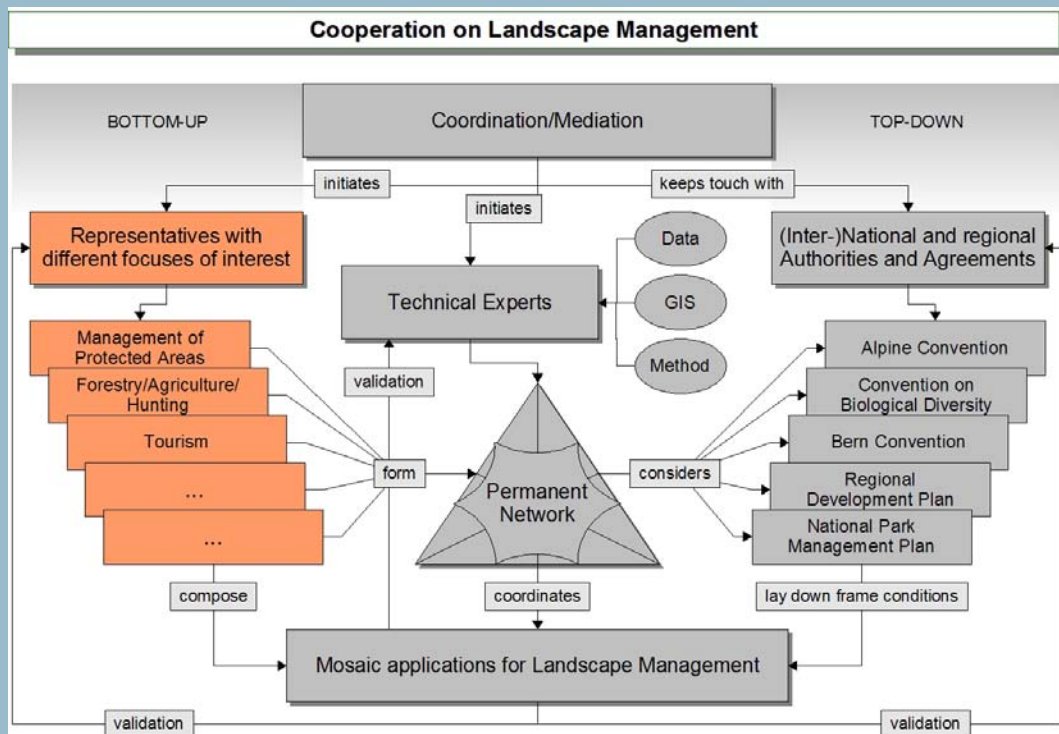 Cooperation on Landscape Management
BOTTOM-UP
Coordination/Mediation
TOP-DOWN
initiates
keeps touch with
initiates
Representatives with
different focuses of interest
(Inter-)National and regional
Authorities and Agreements
Technical Experts
Data
GIS
Method
Management of
Protected Areas
Forestry/Agriculture/
Hunting
Tourism
...
...
validation
form
Permanent
Network
considers
Alpine Convention
Convention on
Biological Diversity
Bern Convention
Regional
Development Plan
National Park
Management Plan
compose
coordinates
lay down frame conditions
Mosaic applications for Landscape Management
validation
validation